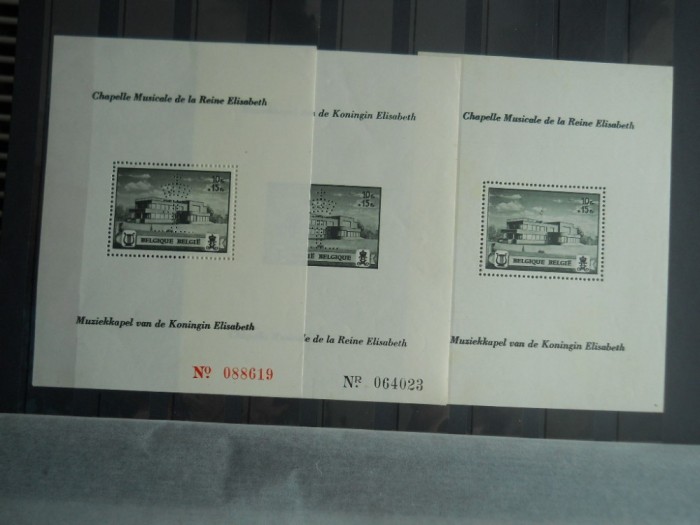 Chapelle Musicale de la Reine Elisabeth
10F.
+15F.
BELGIQUE BELGIË
Muziekkapel van de Koningin Elisabeth
Nº 088619
de Koningin Elisabeth
10F.
+15F.
BELGIQUE BELGIË
de la Reine Elisabeth
Nº 064023
Chapelle Musicale de la Reine Elisabeth
10F.
+15F.
BELGIQUE BELGIË
Muziekkapel van de Koningin Elisabeth